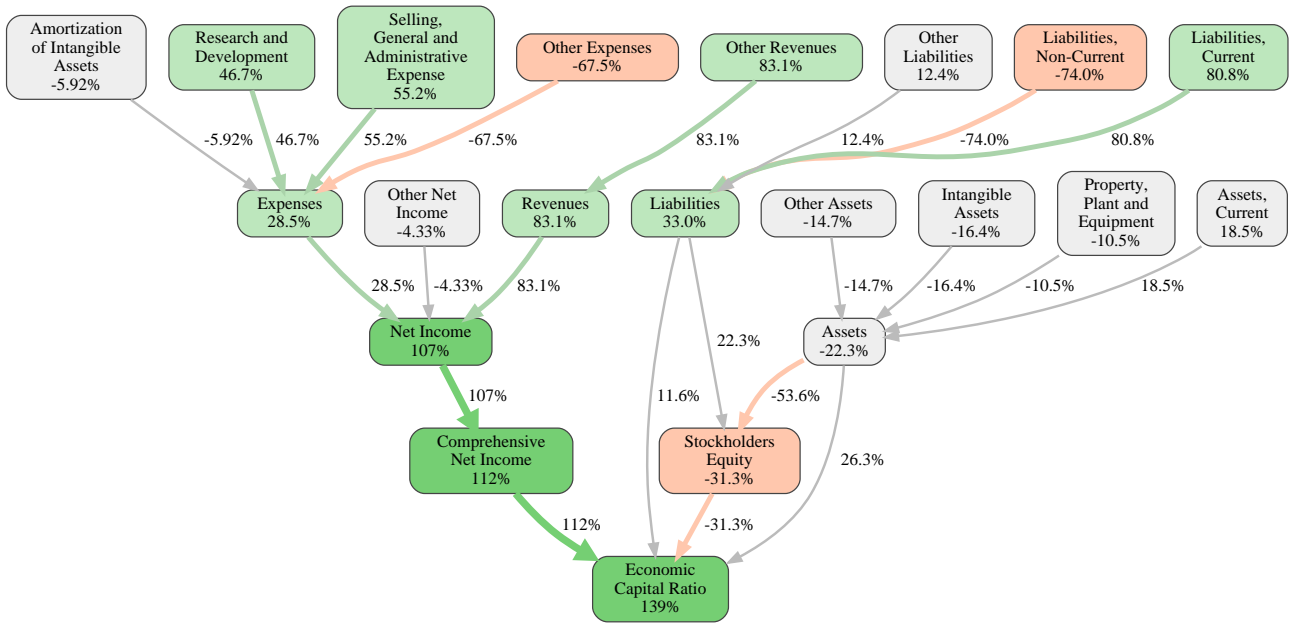 Amortization
of Intangible
Assets
-5.92%
Research and
Development
46.7%
Selling,
General and
Administrative
Expense
55.2%
Other Expenses
-67.5%
Other Revenues
83.1%
Other
Liabilities
12.4%
Liabilities,
Non-Current
-74.0%
Liabilities,
Current
80.8%
-5.92%
46.7%
55.2%
-67.5%
83.1%
12.4%
-74.0%
80.8%
Expenses
28.5%
Other Net
Income
-4.33%
Revenues
83.1%
Liabilities
33.0%
Other Assets
-14.7%
Intangible
Assets
-16.4%
Property,
Plant and
Equipment
-10.5%
Assets,
Current
18.5%
28.5%
-4.33%
83.1%
-14.7%
-16.4%
-10.5%
18.5%
Net Income
107%
22.3%
Assets
-22.3%
107%
11.6%
-53.6%
Comprehensive
Net Income
112%
Stockholders
Equity
-31.3%
26.3%
112%
-31.3%
Economic
Capital Ratio
139%